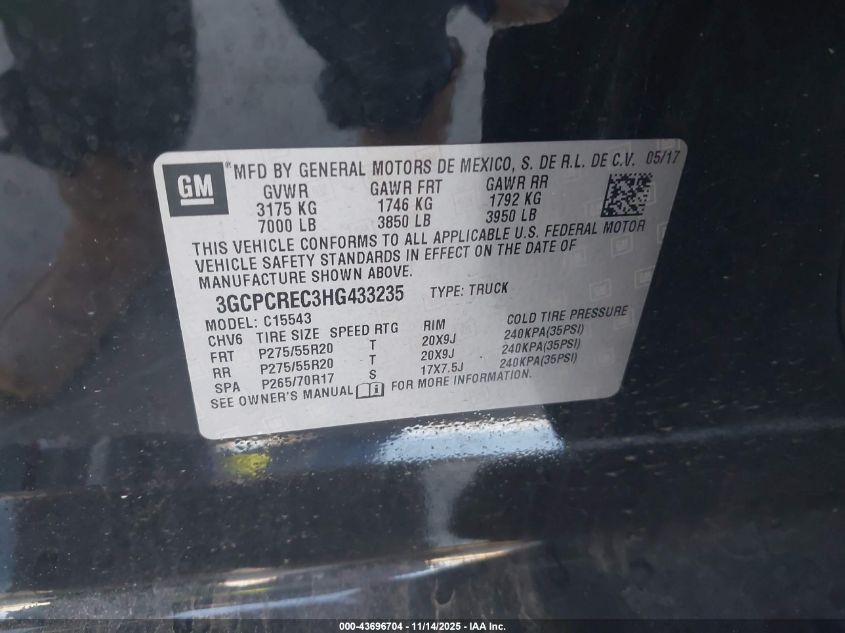 GM ®MFD BY GENERAL MOTORS DE MEXICO, S. DE R.L. DE C.V. 05/17
GVWR GAWR FRT GAWR RR
3175 KG 1746 KG 1792 KG
7000 LB 3850 LB 3950 LB
THIS VEHICLE CONFORMS TO ALL APPLICABLE U.S. FEDERAL MOTOR
VEHICLE SAFETY STANDARDS IN EFFECT ON THE DATE OF
MANUFACTURE SHOWN ABOVE.
3GCPCREC3HG433235 TYPE: TRUCK
MODEL: C15543
CHV6 TIRE SIZE SPEED RTG RIM COLD TIRE PRESSURE
FRT P275/55R20 T 20X9J 240KPA(35PSI)
RR P275/55R20 T 20X9J 240KPA(35PSI)
SPA P265/70R17 S 17X7.5J 240KPA(35PSI)
SEE OWNER'S MANUAL FOR MORE INFORMATION.
000-43696704 - 11/14/2025 - IAA Inc.